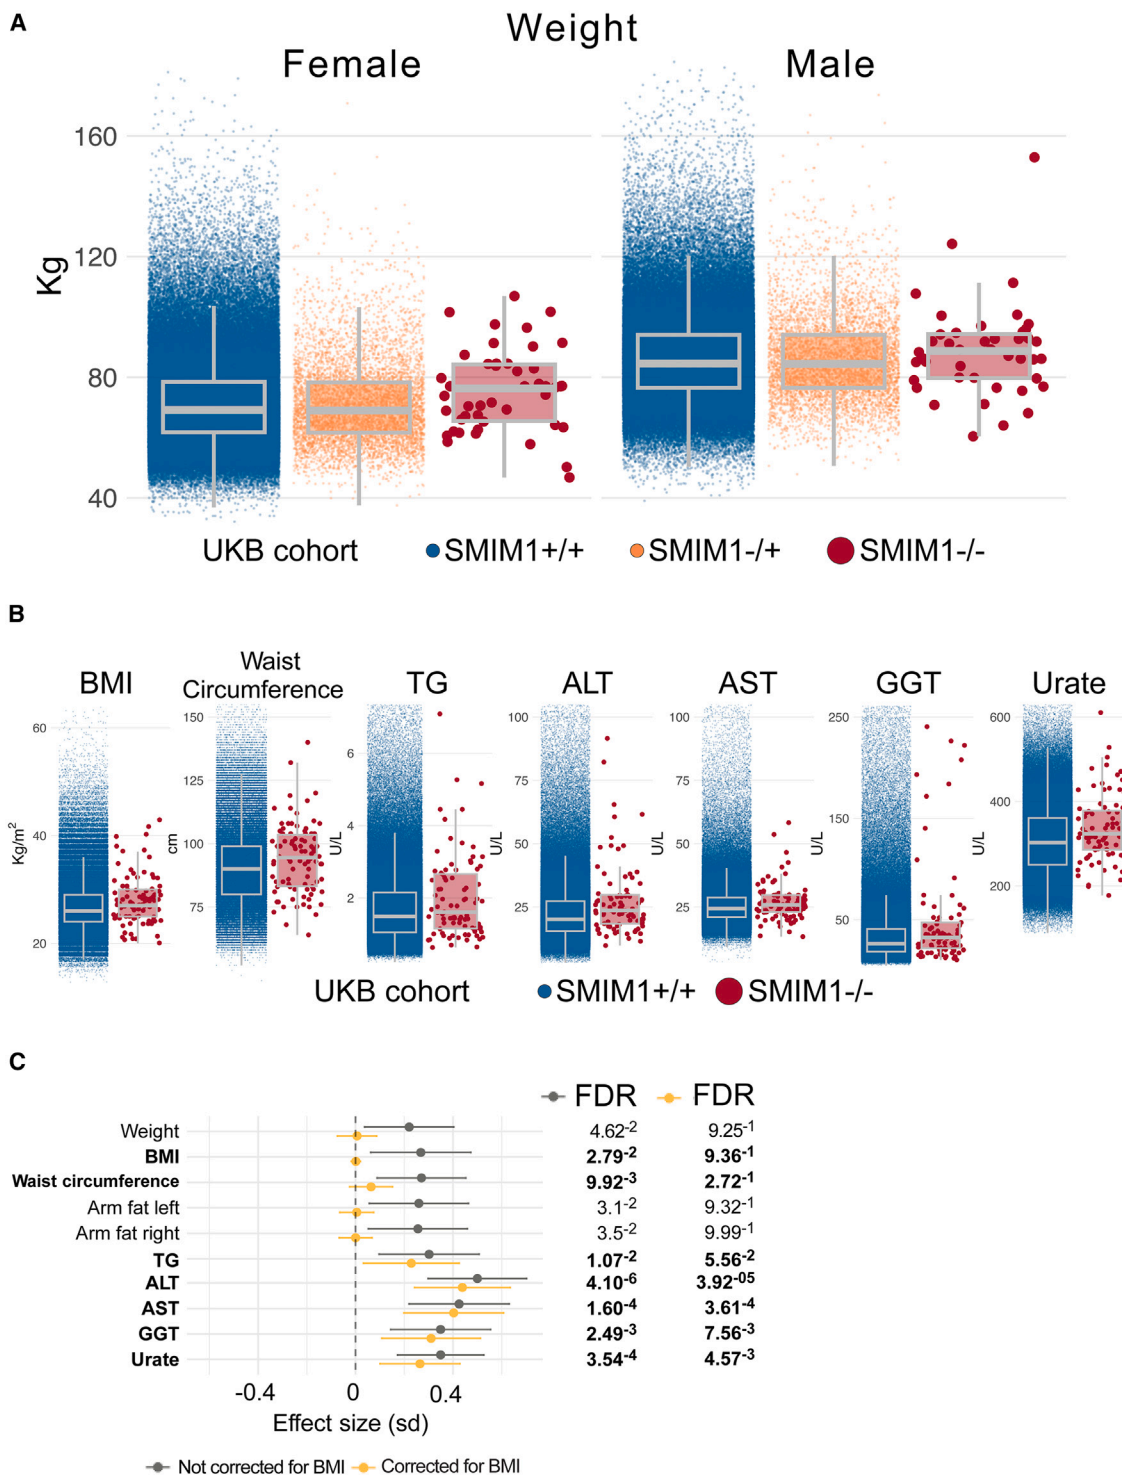 A
Weight
Female Male
160
120
80
40
Kg
UKB cohort SMIM1+/+ SMIM1-/+ SMIM1-/-
B
BMI
Waist
Circumference
TG
ALT
AST
GGT
Urate
60
40
20
Kg/m²
150
125
100
75
cm
6
4
2
U/L
100
75
50
25
U/L
100
75
50
25
U/L
250
150
50
U/L
600
400
200
UKB cohort SMIM1+/+ SMIM1-/-
C
FDR FDR
Weight 4.62⁻² 9.25⁻¹
BMI 2.79⁻² 9.36⁻¹
Waist circumference 9.92⁻³ 2.72⁻¹
Arm fat left 3.1⁻² 9.32⁻¹
Arm fat right 3.5⁻² 9.99⁻¹
TG 1.07⁻² 5.56⁻²
ALT 4.10⁻⁶ 3.92⁻⁰⁵
AST 1.60⁻⁴ 3.61⁻⁴
GGT 2.49⁻³ 7.56⁻³
Urate 3.54⁻⁴ 4.57⁻³
-0.4 0 0.4
Effect size (sd)
Not corrected for BMI Corrected for BMI